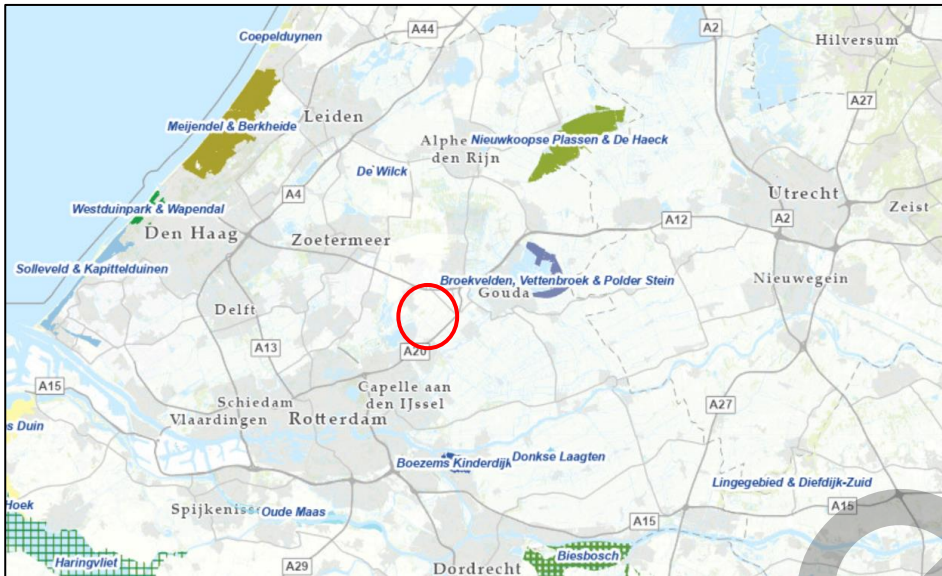 Coepelduynen
A44
A2
Hilversum
A27
Leiden
Meijendel & Berkheide
Alphe
den Rijn
Nieuwkoopse Plassen & De Haeck
De Wilck
A4
Utrecht
Westduinpark & Wapendal
Den Haag
Zoetermeer
A12
A2
Zeist
Solleveld & Kapittelduinen
Broekvelden, Vettenbroek & Polder Stein
Gouda
Nieuwegein
Delft
A13
A20
A15
Capelle aan
den IJssel
Schiedam
Vlaardingen
Rotterdam
A27
s Duin
Boezems Kinderdijk
Donkse Laagten
Lingegebied & Diefdijk-Zuid
Hoek
Spijkenisse
Oude Maas
A15
A15
Haringvliet
A29
Dordrecht
Biesbosch